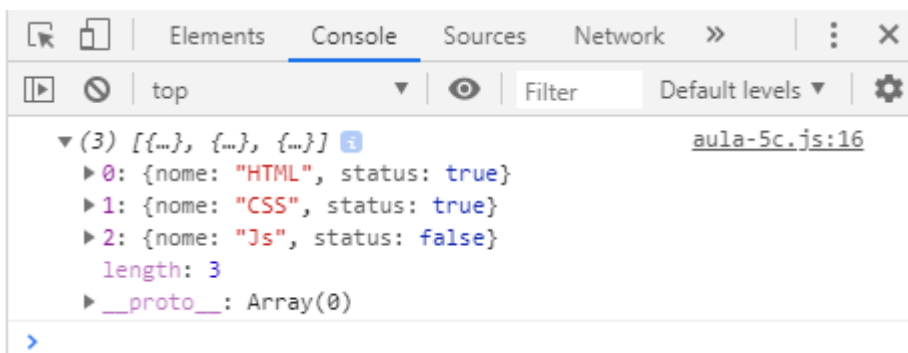 Elements Console Sources Network »
top Filter Default levels
(3) [{…}, {…}, {…}] i aula-5c.js:16
0: {nome: "HTML", status: true}
1: {nome: "CSS", status: true}
2: {nome: "Js", status: false}
length: 3
__proto__: Array(0)
>